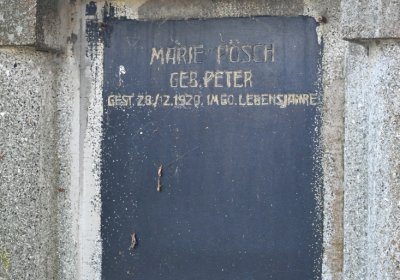 MARIE PÖSCH
GEB. PETER
GEST. 28./12.1920. IM 60. LEBENSJAHRE